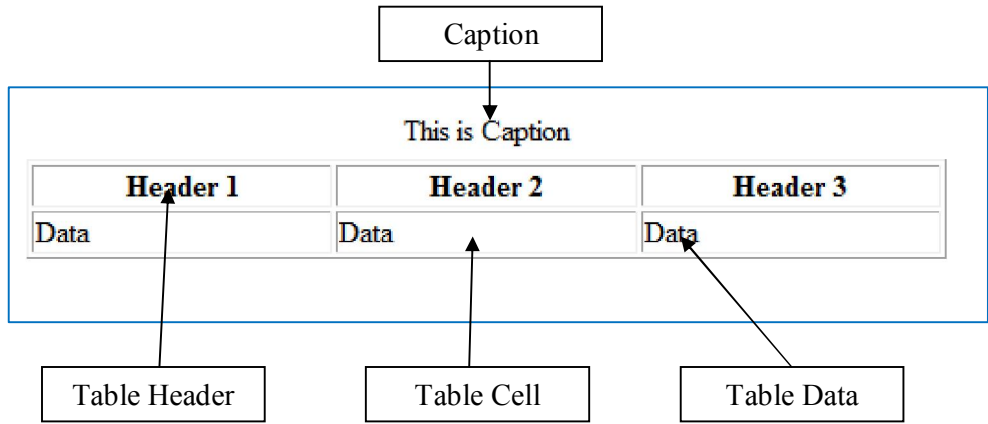 Caption
This is Caption
Header 1 Header 2 Header 3
Data Data Data
Table Header Table Cell Table Data